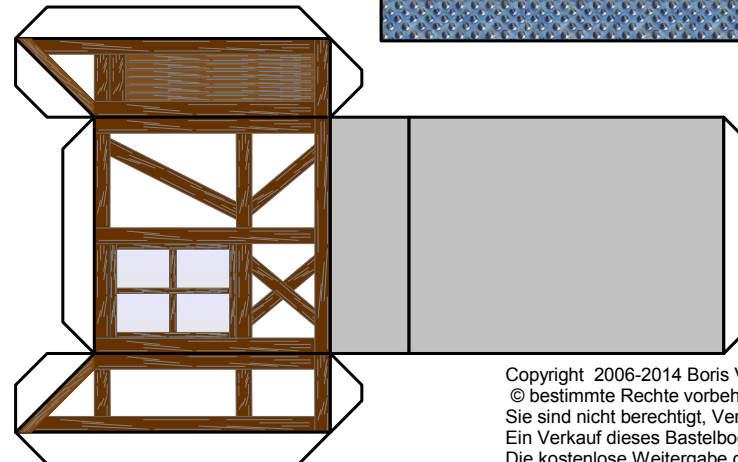 Copyright 2006-2014 Boris V
© bestimmte Rechte vorbeh
Sie sind nicht berechtigt, Ver
Ein Verkauf dieses Bastelbo
Die kostenlose Weitergabe